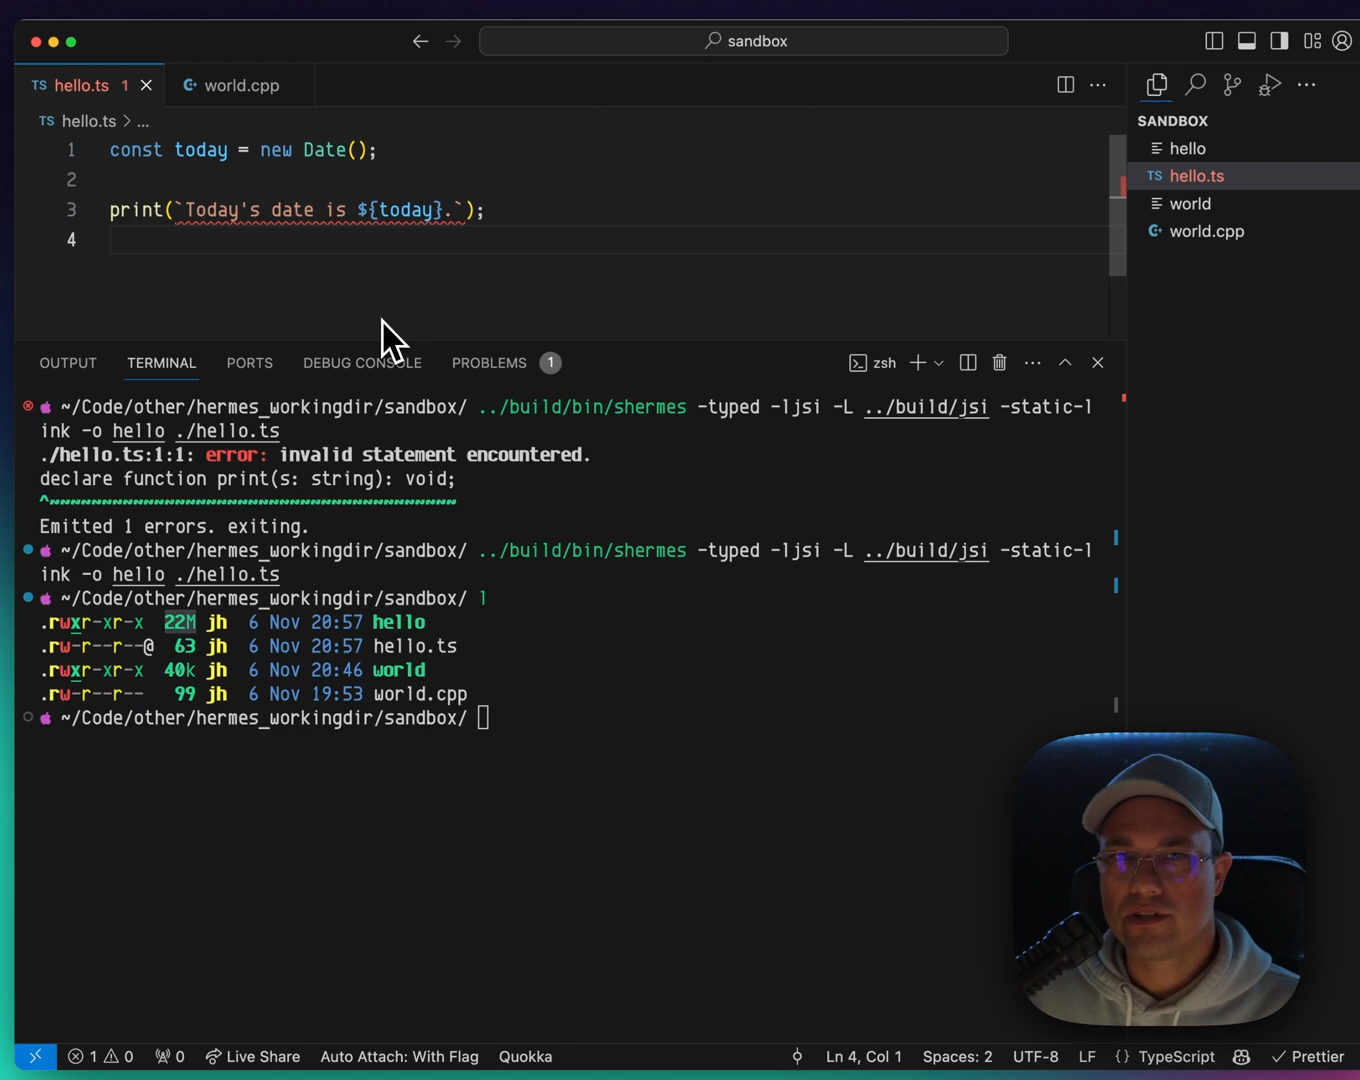 sandbox
TS hello.ts 1
world.cpp
TS hello.ts > ...
1 const today = new Date();
2
3 print(`Today's date is ${today}.`);
4
SANDBOX
hello
TS hello.ts
world
world.cpp
OUTPUT TERMINAL PORTS DEBUG CONSOLE PROBLEMS 1
zsh
~/Code/other/hermes_workingdir/sandbox/ ../build/bin/shermes -typed -ljsi -L ../build/jsi -static-l
ink -o hello ./hello.ts
./hello.ts:1:1: error: invalid statement encountered.
declare function print(s: string): void;
^~~~~~~~~~~~~~~~~~~~~~~~~~~~~~~~~~~~~~~~
Emitted 1 errors. exiting.
~/Code/other/hermes_workingdir/sandbox/ ../build/bin/shermes -typed -ljsi -L ../build/jsi -static-l
ink -o hello ./hello.ts
~/Code/other/hermes_workingdir/sandbox/ l
.rwxr-xr-x 22M jh 6 Nov 20:57 hello
.rw-r--r--@ 63 jh 6 Nov 20:57 hello.ts
.rwxr-xr-x 40k jh 6 Nov 20:46 world
.rw-r--r-- 99 jh 6 Nov 19:53 world.cpp
~/Code/other/hermes_workingdir/sandbox/
1 0 0 Live Share Auto Attach: With Flag Quokka Ln 4, Col 1 Spaces: 2 UTF-8 LF {} TypeScript Prettier